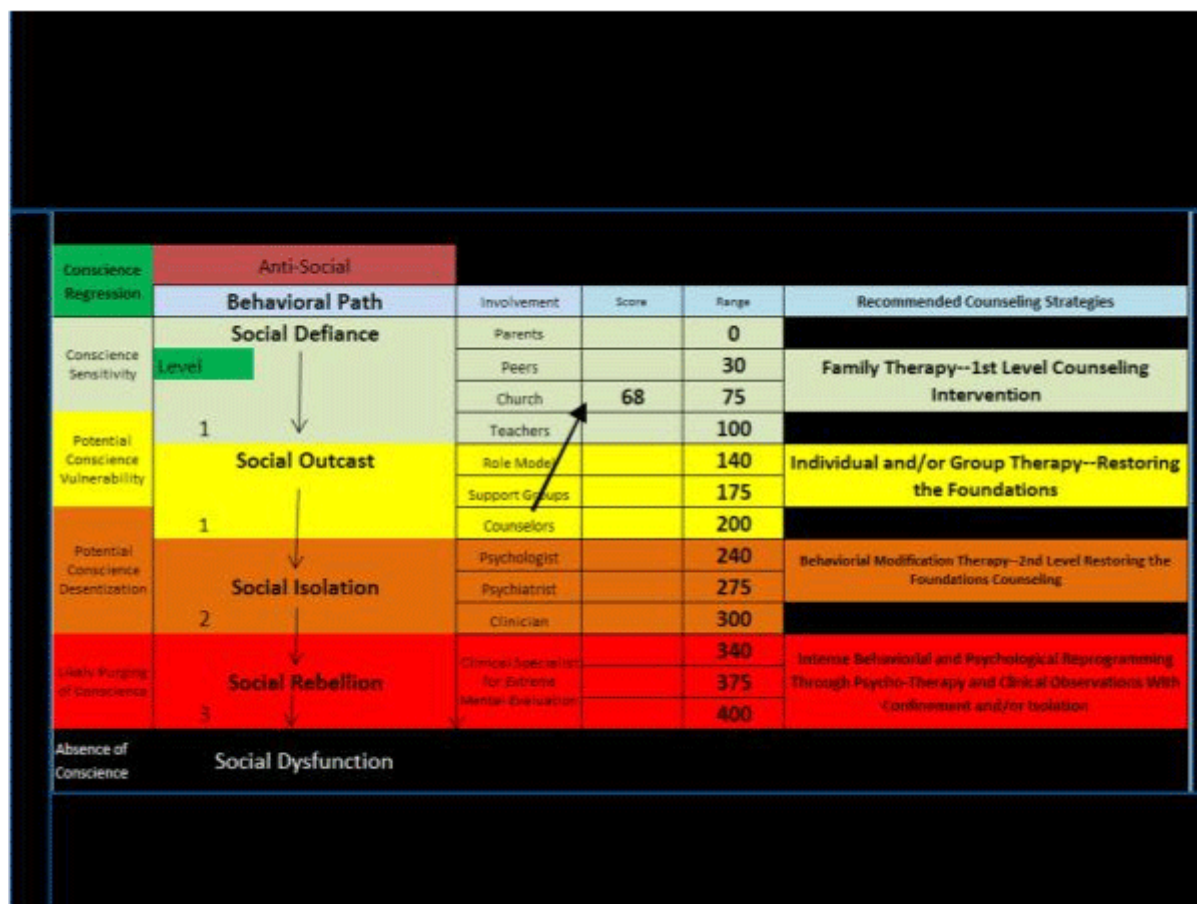 Conscience
Regression
Anti-Social
Behavioral Path
Involvement
Score
Range
Recommended Counseling Strategies
Conscience
Sensitivity
Social Defiance
Level
1
Parents
0
Peers
30
Church
68
75
Teachers
100
Family Therapy--1st Level Counseling
Intervention
Potential
Conscience
Vulnerability
Social Outcast
1
Role Model
140
Support Groups
175
Counselors
200
Individual and/or Group Therapy--Restoring
the Foundations
Potential
Conscience
Desentization
Social Isolation
2
Psychologist
240
Psychiatrist
275
Clinician
300
Behaviorial Modification Therapy--2nd Level Restoring the
Foundations Counseling
Likely Purging
of Conscience
Social Rebellion
3
Clinical Specialist
for Extreme
Mental Evaluation
340
375
400
Intense Behaviorial and Psychological Reprogramming
Through Psycho-Therapy and Clinical Observations With
Confinement and/or Isolation
Absence of
Conscience
Social Dysfunction